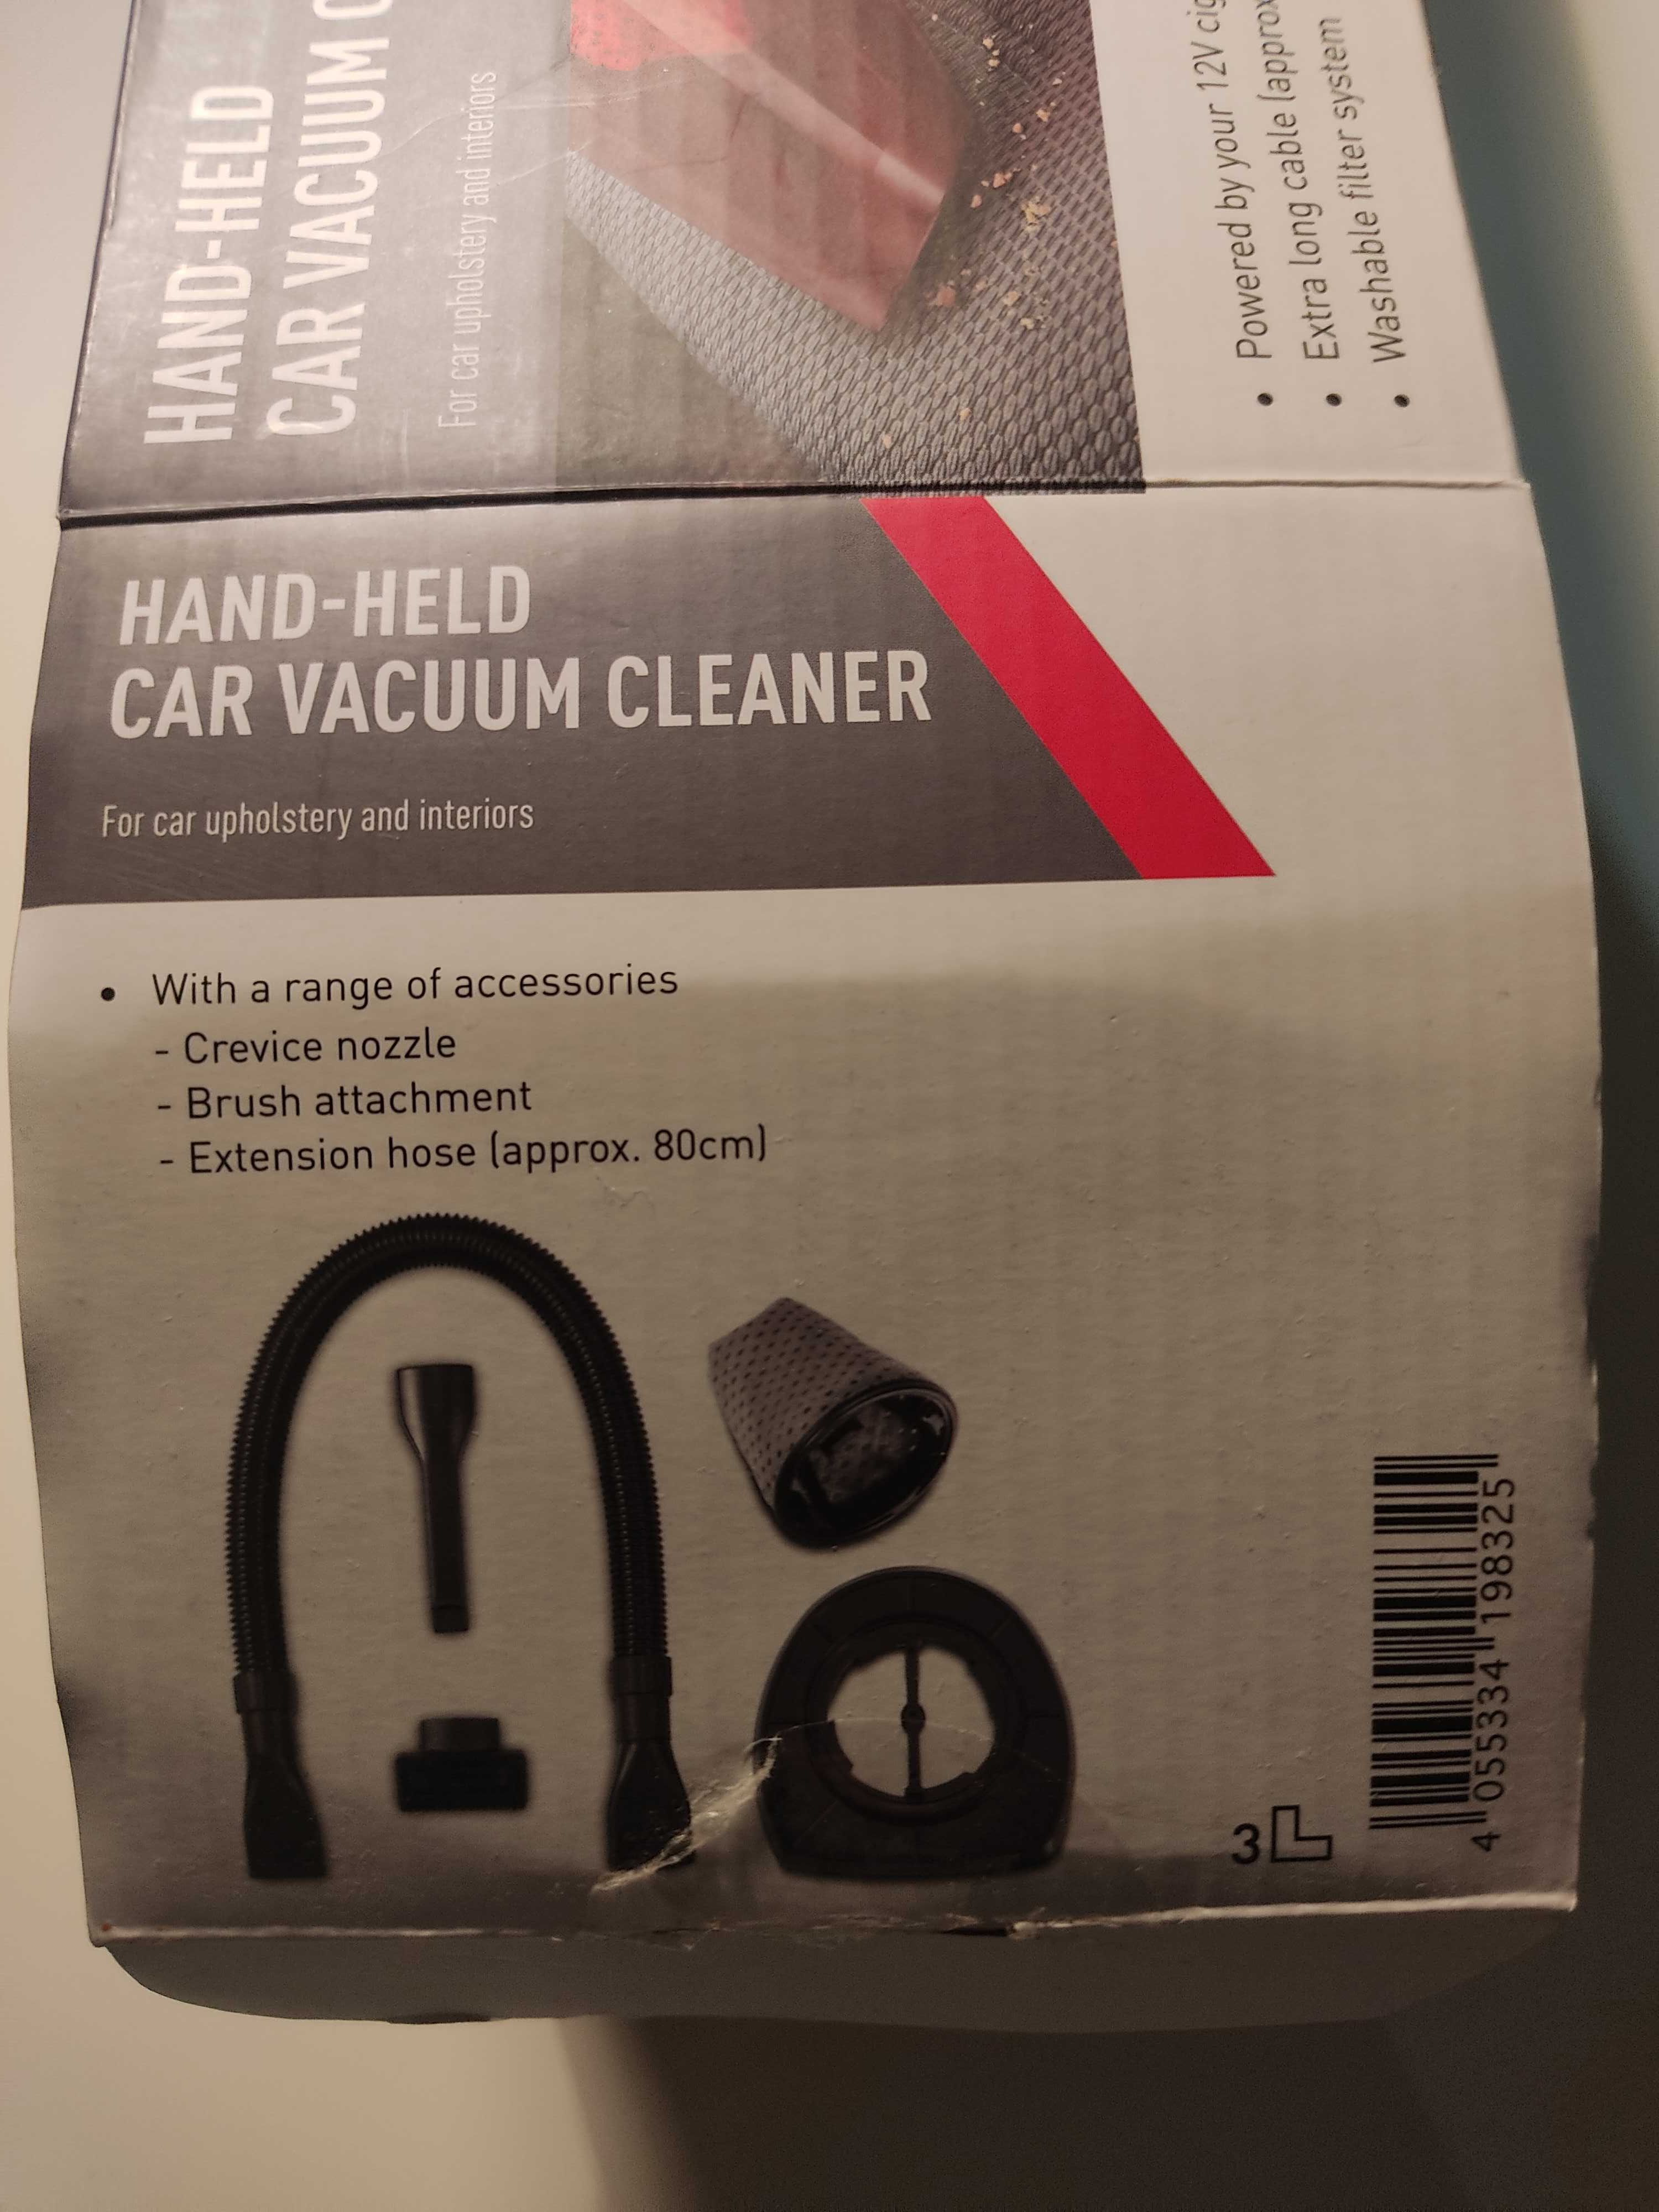 HAND-HELD
CAR VACUUM
For car upholstery and interiors
• Powered by your 12V
• Extra long cable (approx
• Washable filter system
HAND-HELD
CAR VACUUM CLEANER
For car upholstery and interiors
• With a range of accessories
- Crevice nozzle
- Brush attachment
- Extension hose (approx. 80cm)
3
4 055334 198325